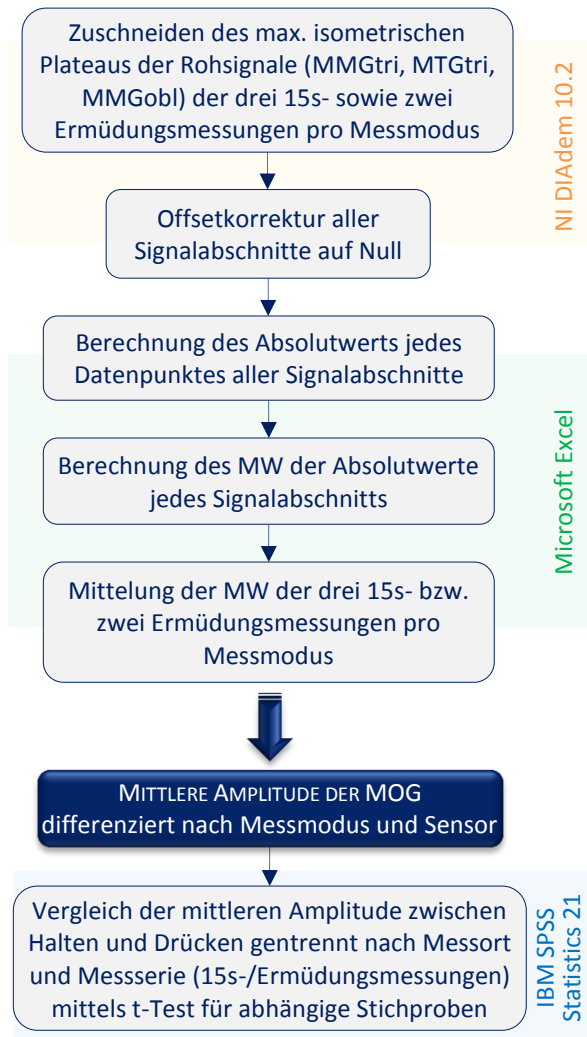 Zuschneiden des max. isometrischen
Plateaus der Rohsignale (MMGtri, MTGtri,
MMGobl) der drei 15s- sowie zwei
Ermüdungsmessungen pro Messmodus
NI DIAdem 10.2
Offsetkorrektur aller
Signalabschnitte auf Null
Berechnung des Absolutwerts jedes
Datenpunktes aller Signalabschnitte
Berechnung des MW der Absolutwerte
jedes Signalabschnitts
Microsoft Excel
Mittelung der MW der drei 15s- bzw.
zwei Ermüdungsmessungen pro
Messmodus
MITTLERE AMPLITUDE DER MOG
differenziert nach Messmodus und Sensor
Vergleich der mittleren Amplitude zwischen
Halten und Drücken gentrennt nach Messort
und Messserie (15s-/Ermüdungsmessungen)
mittels t-Test für abhängige Stichproben
IBM SPSS
Statistics 21